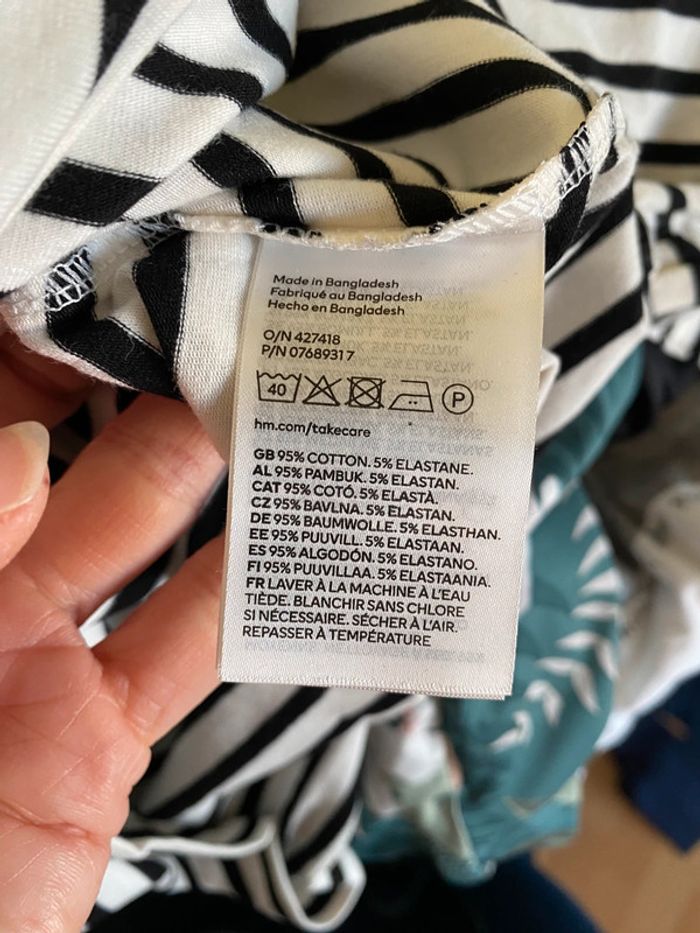 Made in Bangladesh
Fabriqué au Bangladesh
Hecho en Bangladesh
O/N 427418
P/N 07689317
40 P
hm.com/takecare
GB 95% COTTON. 5% ELASTANE.
AL 95% PAMBUK. 5% ELASTAN.
CAT 95% COTÓ. 5% ELASTÀ.
CZ 95% BAVLNA. 5% ELASTAN.
DE 95% BAUMWOLLE. 5% ELASTHAN.
EE 95% PUUVILL. 5% ELASTAAN.
ES 95% ALGODÓN. 5% ELASTANO.
FI 95% PUUVILLAA. 5% ELASTAANIA.
FR LAVER À LA MACHINE À L'EAU
TIÈDE. BLANCHIR SANS CHLORE
SI NÉCESSAIRE. SÉCHER À L'AIR.
REPASSER À TEMPÉRATURE